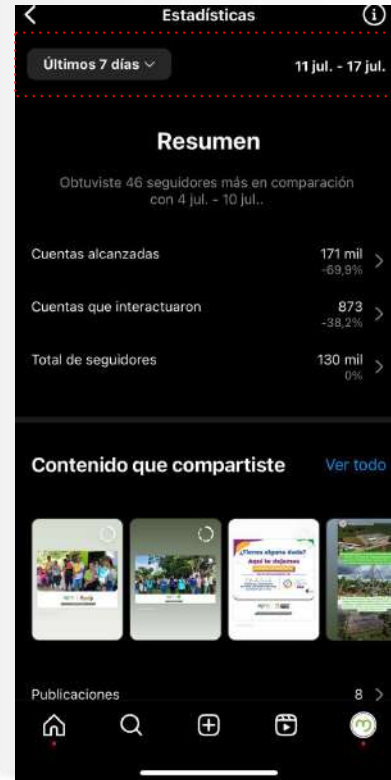 Estadísticas
Últimos 7 días
11 jul. - 17 jul.
Resumen
Obtuviste 46 seguidores más en comparación
con 4 jul. - 10 jul..
Cuentas alcanzadas
171 mil
-69,9%
Cuentas que interactuaron
873
-38,2%
Total de seguidores
130 mil
0%
Contenido que compartiste
Ver todo
¿Tienes alguna duda?
Aquí te dejamos
Publicaciones
8